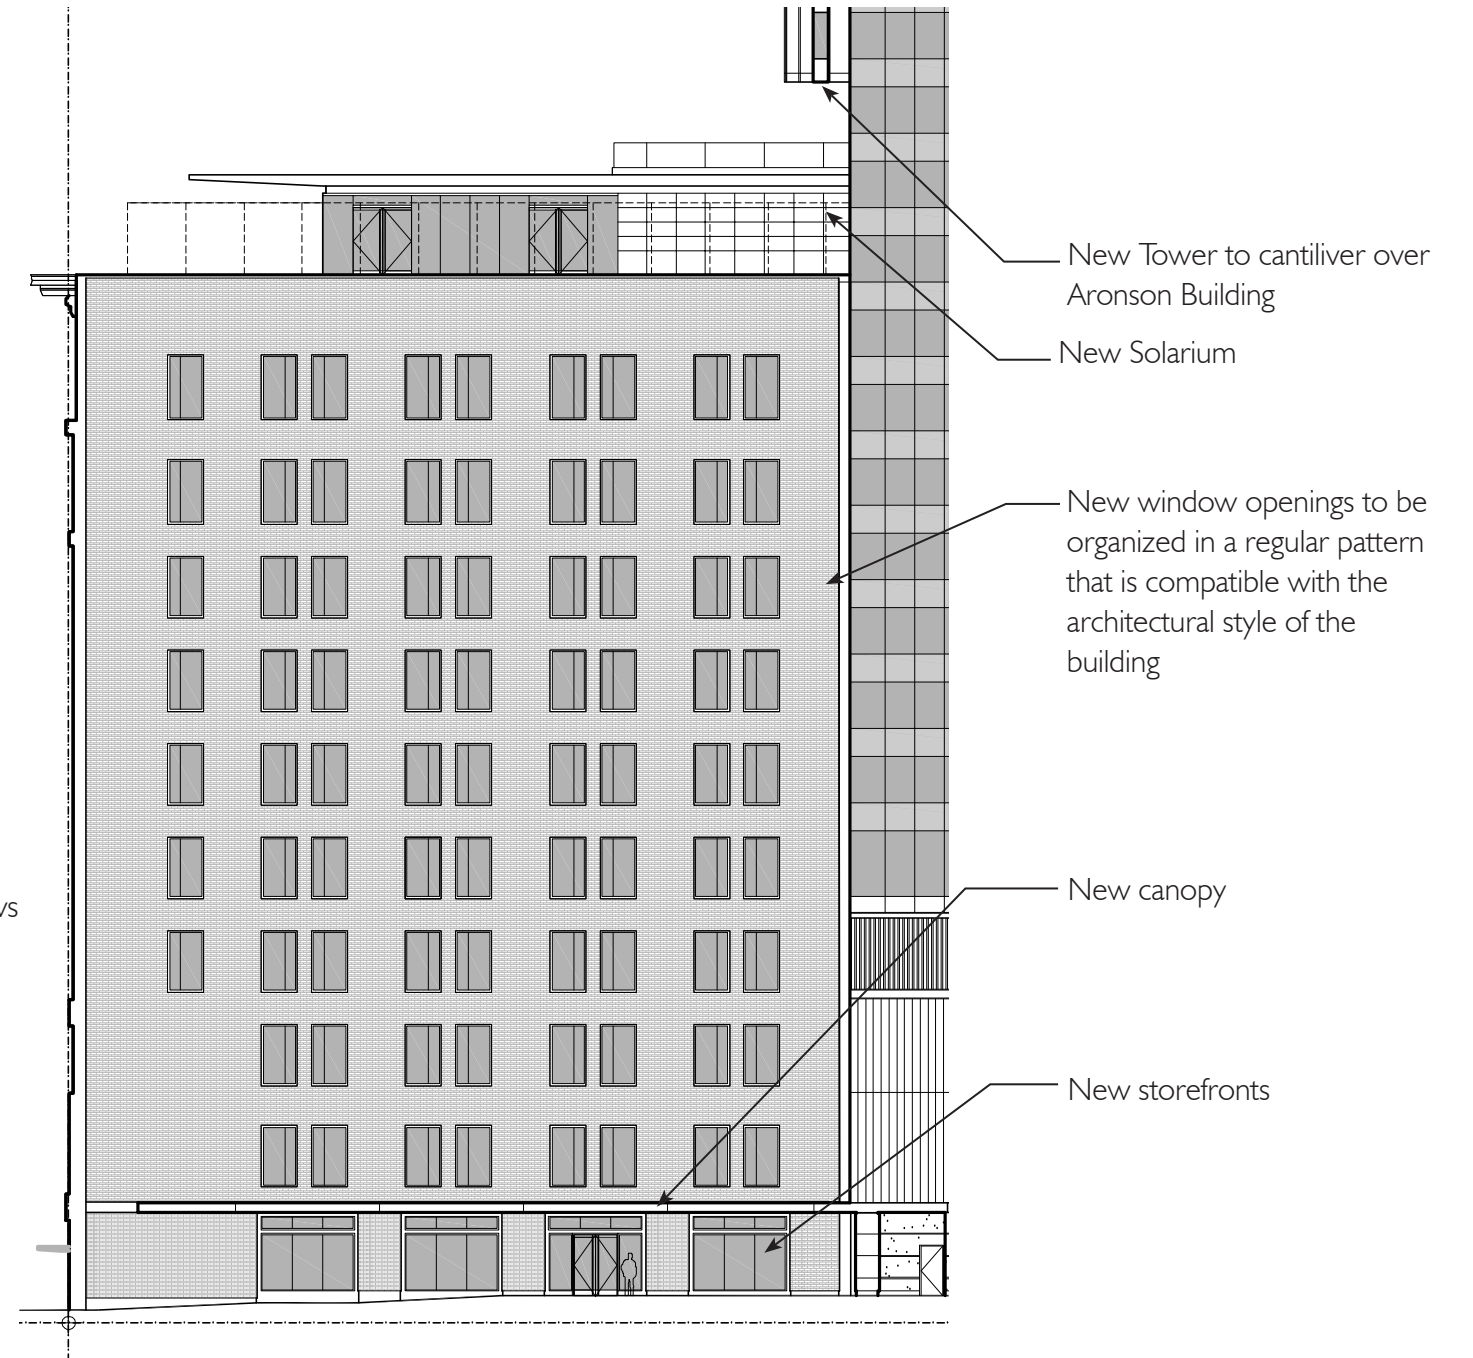 New Tower to cantiliver over
Aronson Building
New Solarium
New window openings to be
organized in a regular pattern
that is compatible with the
architectural style of the
building
New canopy
vs
New storefronts